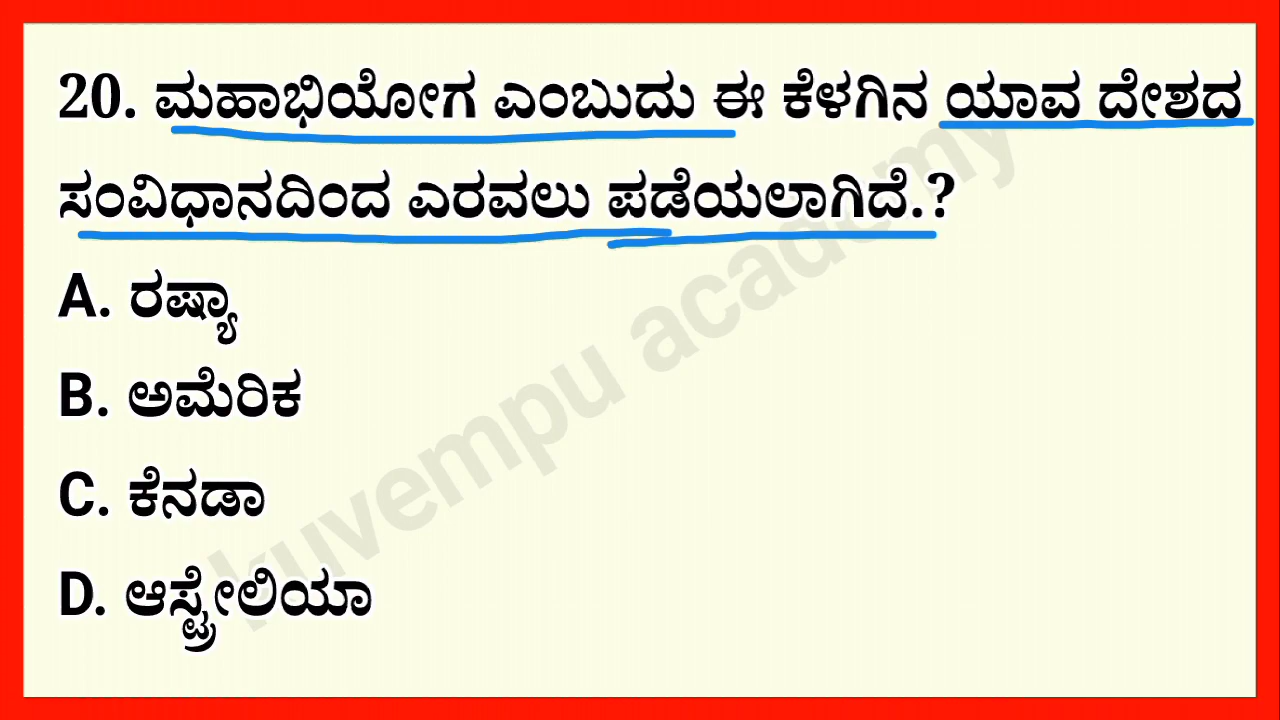 20. ಮಹಾಭಿಯೋಗ ಎಂಬುದು ಈ ಕೆಳಗಿನ ಯಾವ ದೇಶದ
ಸಂವಿಧಾನದಿಂದ ಎರವಲು ಪಡೆಯಲಾಗಿದೆ.?
A. ರಷ್ಯಾ
B. ಅಮೆರಿಕ
C. ಕೆನಡಾ
D. ಆಸ್ಟ್ರೇಲಿಯಾ
kuvempu academy